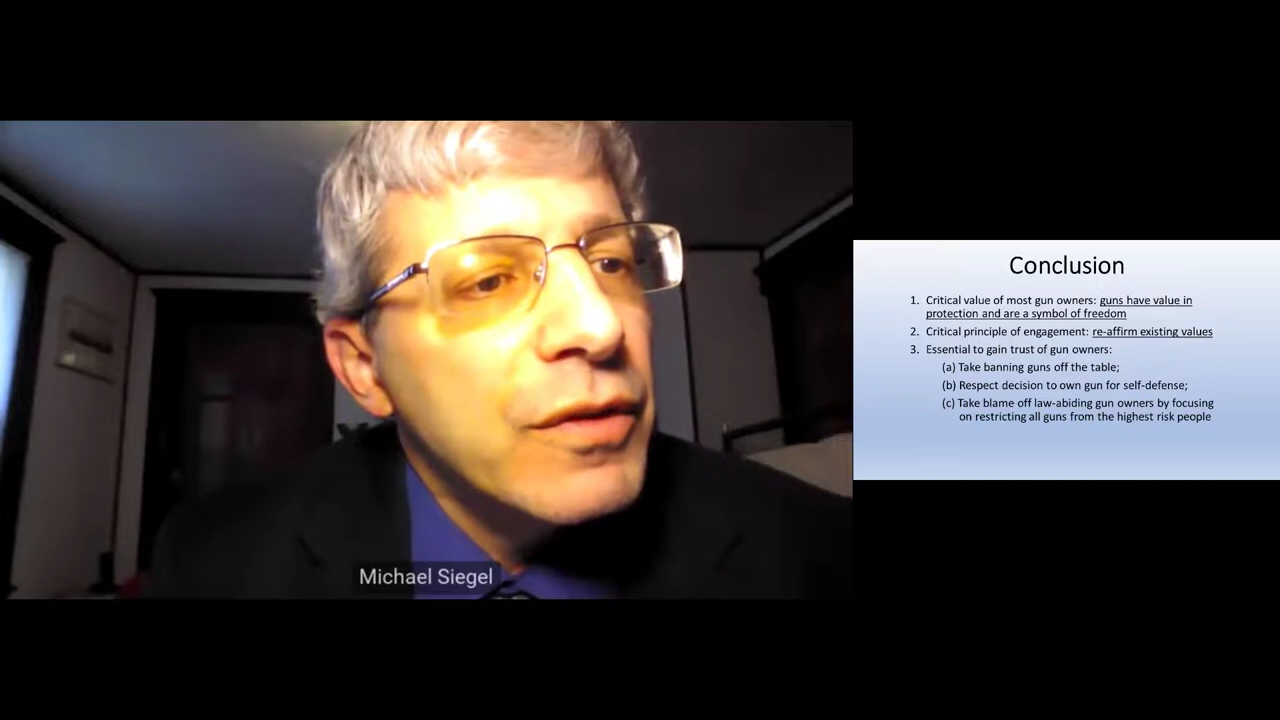 Michael Siegel
Conclusion
1. Critical value of most gun owners: guns have value in
protection and are a symbol of freedom
2. Critical principle of engagement: re-affirm existing values
3. Essential to gain trust of gun owners:
(a) Take banning guns off the table;
(b) Respect decision to own gun for self-defense;
(c) Take blame off law-abiding gun owners by focusing
on restricting all guns from the highest risk people